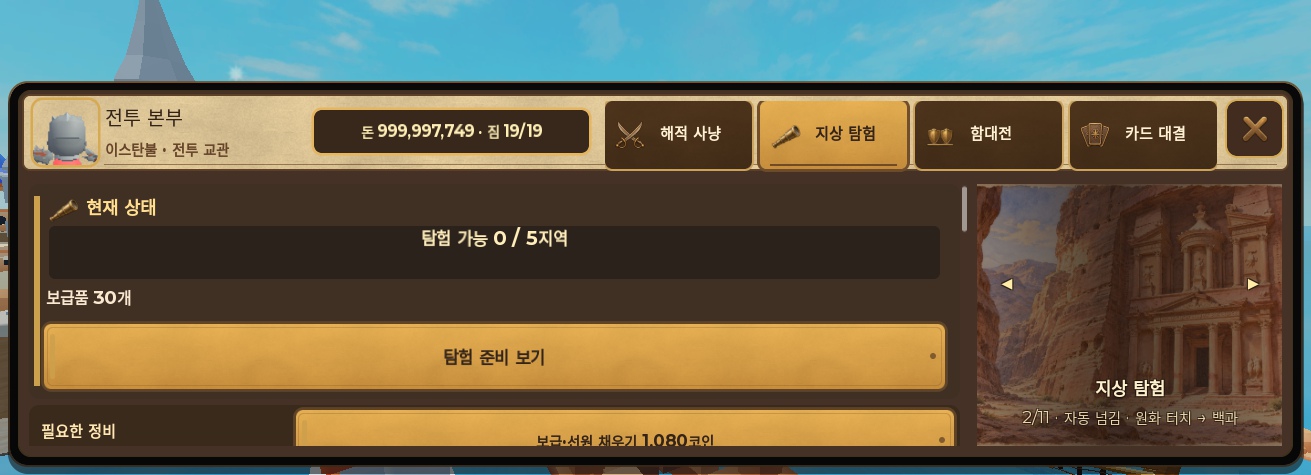 전투 본부
이스탄불 • 전투 교관
돈 999,997,749 · 짐 19/19
해적 사냥
지상 탐험
함대전
카드 대결
현재 상태
탐험 가능 0 / 5지역
보급품 30개
탐험 준비 보기
필요한 정비
보급•선원 채우기 1,080코인
지상 탐험
2/11 · 자동 넘김 · 원화 터치 → 백과